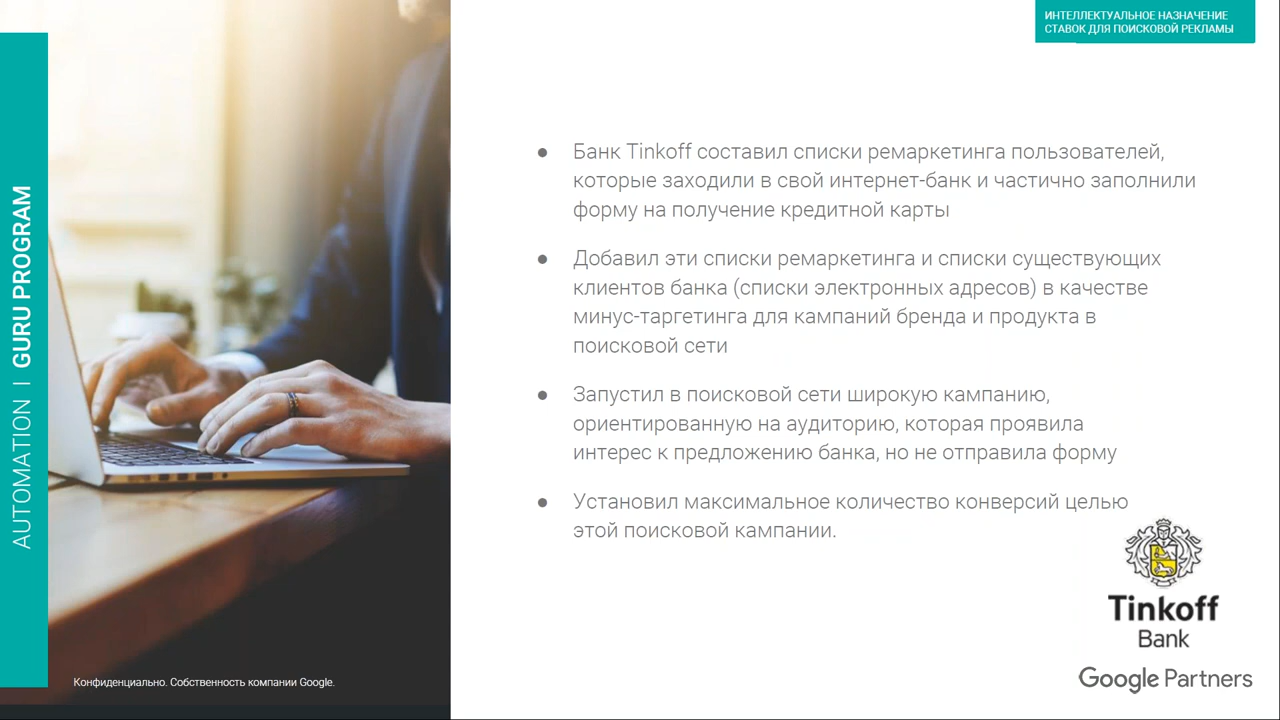 ИНТЕЛЛЕКТУАЛЬНОЕ НАЗНАЧЕНИЕ
СТАВОК ДЛЯ ПОИСКОВОЙ РЕКЛАМЫ
AUTOMATION | GURU PROGRAM
● Банк Tinkoff составил списки ремаркетинга пользователей,
которые заходили в свой интернет-банк и частично заполнили
форму на получение кредитной карты
● Добавил эти списки ремаркетинга и списки существующих
клиентов банка (списки электронных адресов) в качестве
минус-таргетинга для кампаний бренда и продукта в
поисковой сети
● Запустил в поисковой сети широкую кампанию,
ориентированную на аудиторию, которая проявила
интерес к предложению банка, но не отправила форму
● Установил максимальное количество конверсий целью
этой поисковой кампании.
Tinkoff
Bank
Google Partners
Конфиденциально. Собственность компании Google.